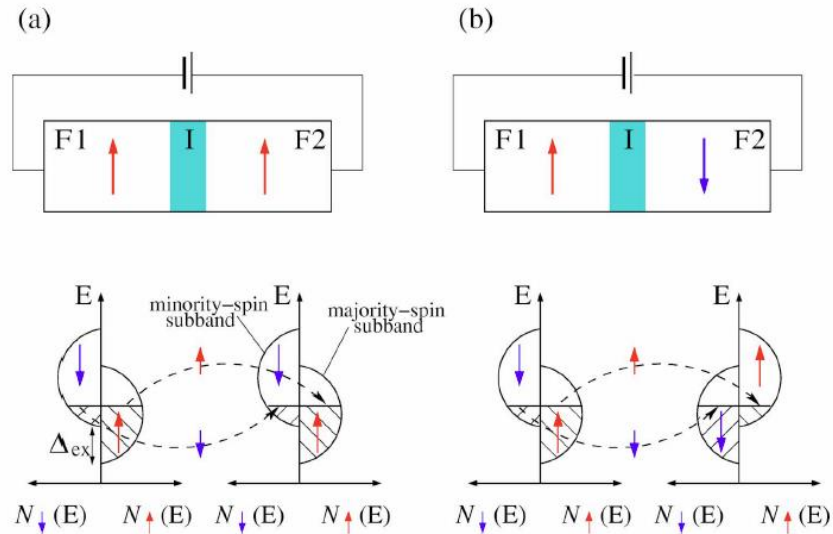 (a)
(b)
F1 I F2
F1 I F2
E
minority−spin
subband
E
majority−spin
subband
E
E
Δex
N↓(E) N↑(E) N↓(E) N↑(E)
N↓(E) N↑(E) N↓(E) N↑(E)